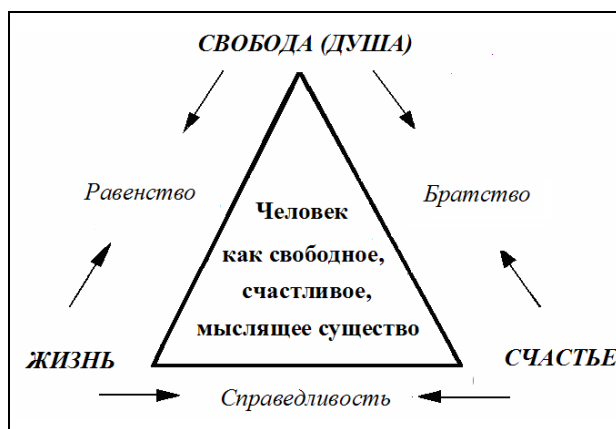 СВОБОДА (ДУША)
Равенство
Братство
Человек
как свободное,
счастливое,
мыслящее существо
ЖИЗНЬ
СЧАСТЬЕ
Справедливость